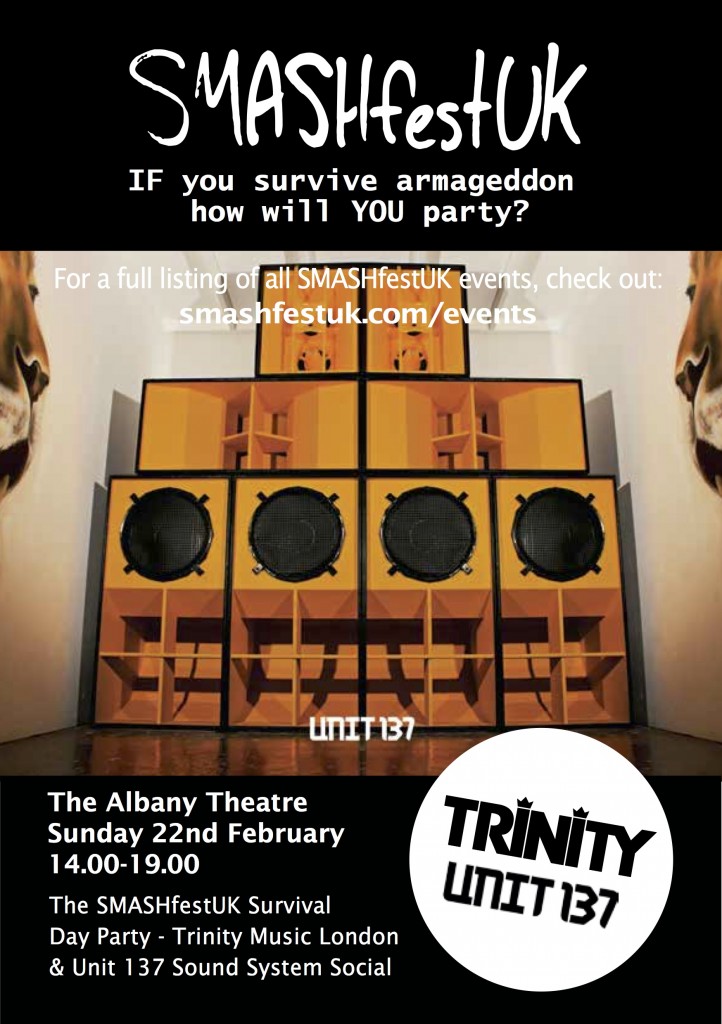 SMASHfestUK
IF you survive armageddon
how will YOU party?
For a full listing of all SMASHfestUK events, check out:
smashfestuk.com/events
UNIT 137
The Albany Theatre
Sunday 22nd February
14.00-19.00
The SMASHfestUK Survival
Day Party - Trinity Music London
& Unit 137 Sound System Social
TRINITY
UNIT 137